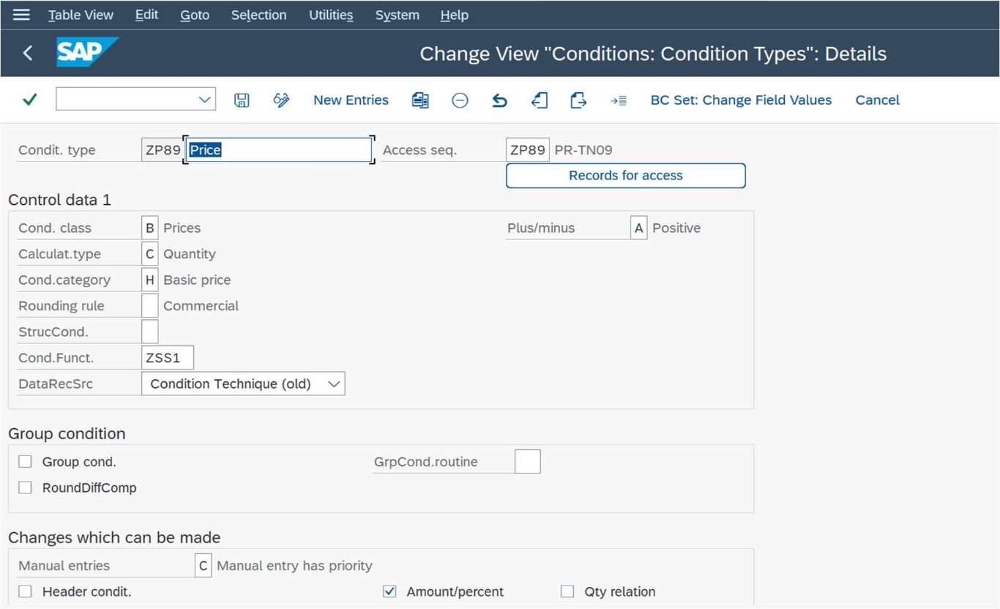 Table View Edit Goto Selection Utilities System Help
SAP Change View "Conditions: Condition Types": Details
New Entries BC Set: Change Field Values Cancel
Condit. type ZP89 Price Access seq. ZP89 PR-TN09
Records for access
Control data 1
Cond. class B Prices Plus/minus A Positive
Calculat.type C Quantity
Cond.category H Basic price
Rounding rule Commercial
StrucCond.
Cond.Funct. ZSS1
DataRecSrc Condition Technique (old)
Group condition
Group cond. GrpCond.routine
RoundDiffComp
Changes which can be made
Manual entries C Manual entry has priority
Header condit. Amount/percent Qty relation